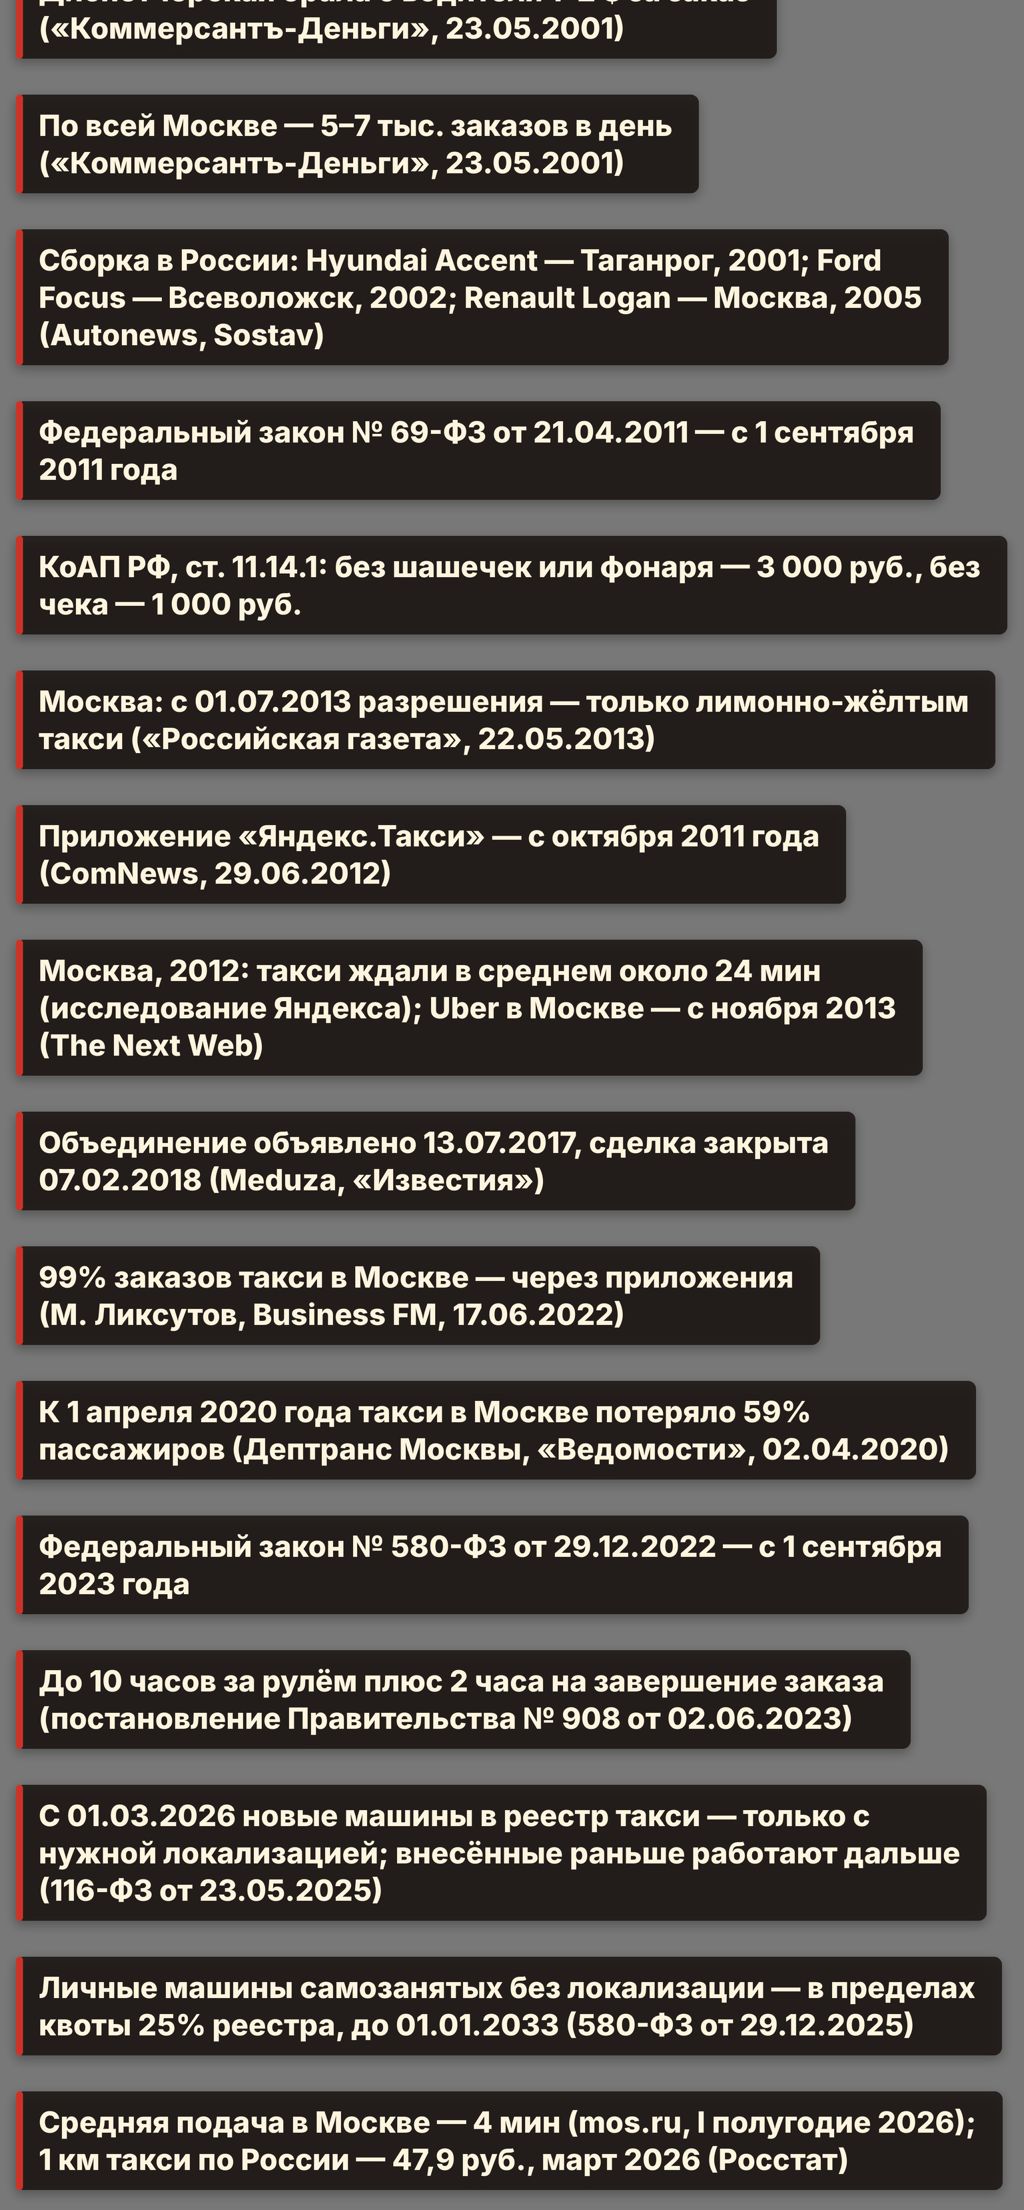 («Коммерсантъ-Деньги», 23.05.2001)
По всей Москве — 5–7 тыс. заказов в день
(«Коммерсантъ-Деньги», 23.05.2001)
Сборка в России: Hyundai Accent — Таганрог, 2001; Ford
Focus — Всеволожск, 2002; Renault Logan — Москва, 2005
(Autonews, Sostav)
Федеральный закон № 69-ФЗ от 21.04.2011 — с 1 сентября
2011 года
КоАП РФ, ст. 11.14.1: без шашечек или фонаря — 3 000 руб., без
чека — 1 000 руб.
Москва: с 01.07.2013 разрешения — только лимонно-жёлтым
такси («Российская газета», 22.05.2013)
Приложение «Яндекс.Такси» — с октября 2011 года
(ComNews, 29.06.2012)
Москва, 2012: такси ждали в среднем около 24 мин
(исследование Яндекса); Uber в Москве — с ноября 2013
(The Next Web)
Объединение объявлено 13.07.2017, сделка закрыта
07.02.2018 (Meduza, «Известия»)
99% заказов такси в Москве — через приложения
(М. Ликсутов, Business FM, 17.06.2022)
К 1 апреля 2020 года такси в Москве потеряло 59%
пассажиров (Дептранс Москвы, «Ведомости», 02.04.2020)
Федеральный закон № 580-ФЗ от 29.12.2022 — с 1 сентября
2023 года
До 10 часов за рулём плюс 2 часа на завершение заказа
(постановление Правительства № 908 от 02.06.2023)
С 01.03.2026 новые машины в реестр такси — только с
нужной локализацией; внесённые раньше работают дальше
(116-ФЗ от 23.05.2025)
Личные машины самозанятых без локализации — в пределах
квоты 25% реестра, до 01.01.2033 (580-ФЗ от 29.12.2025)
Средняя подача в Москве — 4 мин (mos.ru, I полугодие 2026);
1 км такси по России — 47,9 руб., март 2026 (Росстат)